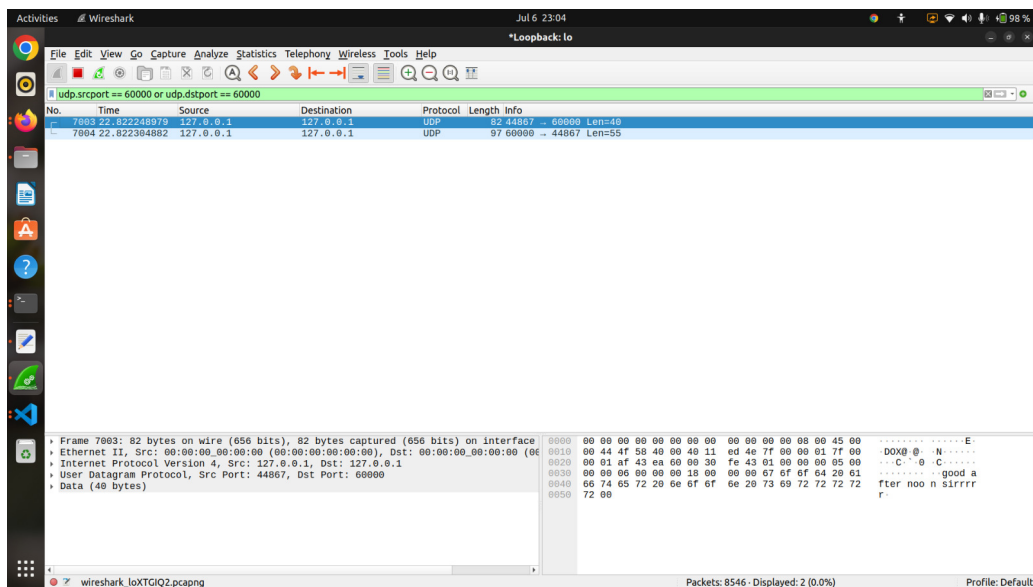 Activities Wireshark Jul 6 23:04 98 %
*Loopback: lo
File Edit View Go Capture Analyze Statistics Telephony Wireless Tools Help
udp.srcport == 60000 or udp.dstport == 60000
No. Time Source Destination Protocol Length Info
7003 22.822248979 127.0.0.1 127.0.0.1 UDP 82 44867 → 60000 Len=40
7004 22.822304882 127.0.0.1 127.0.0.1 UDP 97 60000 → 44867 Len=55
Frame 7003: 82 bytes on wire (656 bits), 82 bytes captured (656 bits) on interface
Ethernet II, Src: 00:00:00_00:00:00 (00:00:00:00:00:00), Dst: 00:00:00_00:00:00 (00
Internet Protocol Version 4, Src: 127.0.0.1, Dst: 127.0.0.1
User Datagram Protocol, Src Port: 44867, Dst Port: 60000
Data (40 bytes)
0000 00 00 00 00 00 00 00 00 00 00 00 00 08 00 45 00 ········ ······E·
0010 00 44 4f 58 40 00 40 11 ed 4e 7f 00 00 01 7f 00 ·DOX@·@· ·N······
0020 00 01 af 43 ea 60 00 30 fe 43 01 00 00 00 05 00 ···C·`·0 ·C······
0030 00 00 06 00 00 00 18 00 00 00 67 6f 6f 64 20 61 ········ ··good a
0040 66 74 65 72 20 6e 6f 6f 6e 20 73 69 72 72 72 72 fter noo n sirrrr
0050 72 00 r·
wireshark_loXTGIQ2.pcapng Packets: 8546 · Displayed: 2 (0.0%) Profile: Default